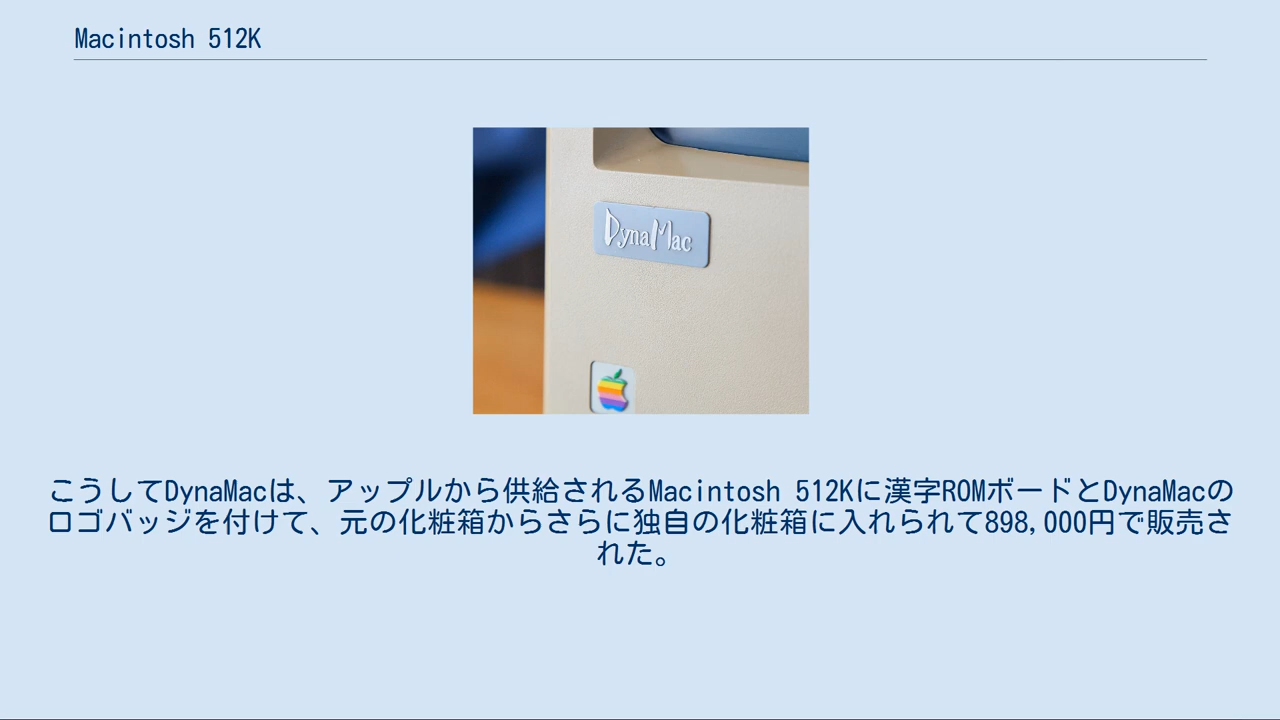 Macintosh 512K
DynaMac
こうしてDynaMacは、アップルから供給されるMacintosh 512Kに漢字ROMボードとDynaMacの
ロゴバッジを付けて、元の化粧箱からさらに独自の化粧箱に入れられて898,000円で販売さ
れた。